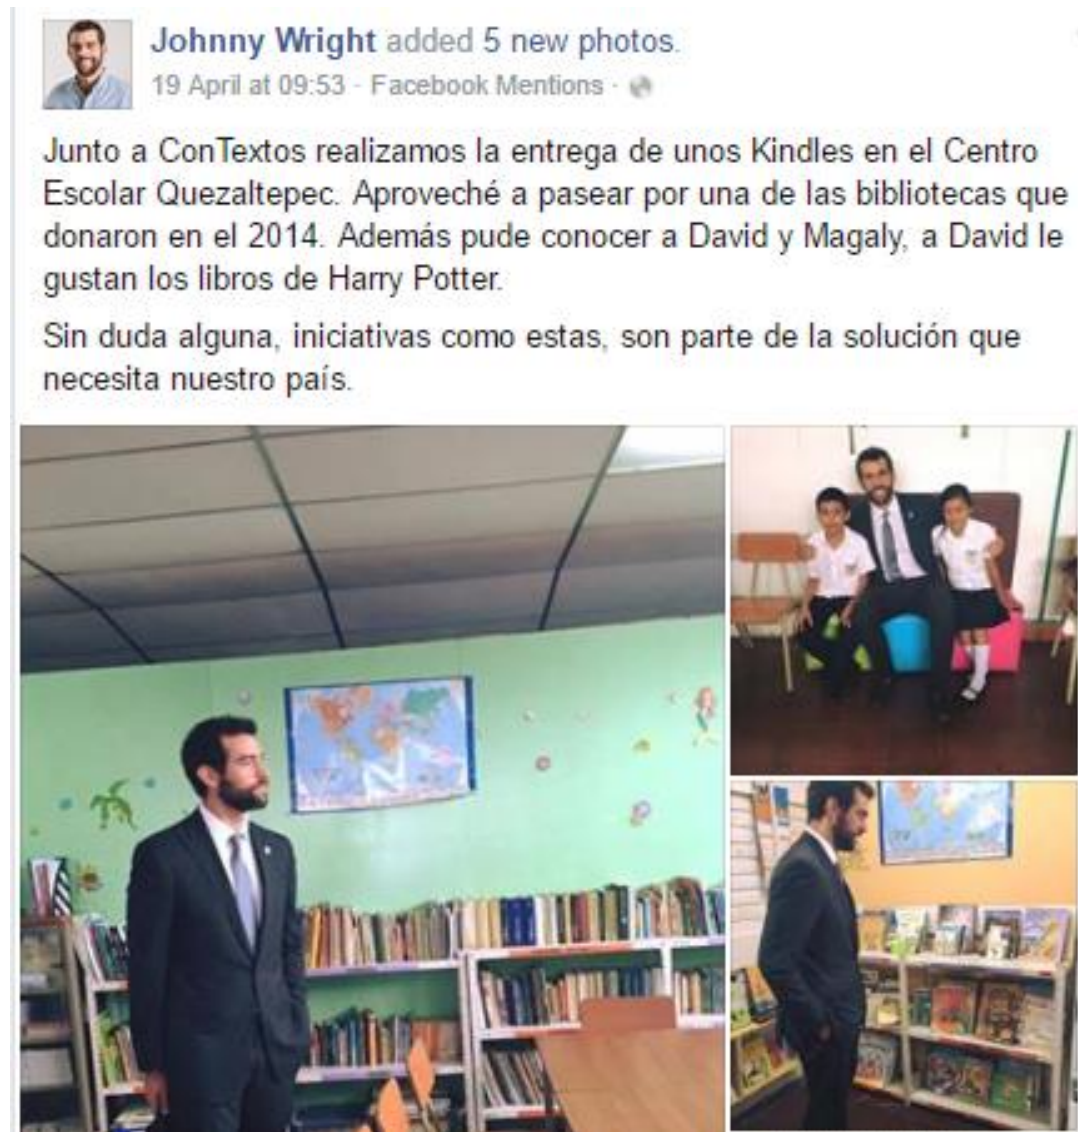 Johnny Wright added 5 new photos.
19 April at 09:53 · Facebook Mentions ·
Junto a ConTextos realizamos la entrega de unos Kindles en el Centro
Escolar Quezaltepec. Aproveché a pasear por una de las bibliotecas que
donaron en el 2014. Además pude conocer a David y Magaly, a David le
gustan los libros de Harry Potter.
Sin duda alguna, iniciativas como estas, son parte de la solución que
necesita nuestro país.